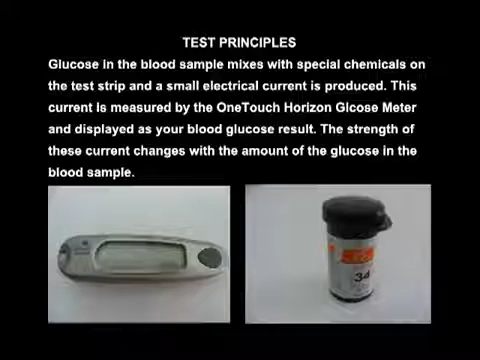 TEST PRINCIPLES
Glucose in the blood sample mixes with special chemicals on
the test strip and a small electrical current is produced. This
current is measured by the OneTouch Horizon Glcose Meter
and displayed as your blood glucose result. The strength of
these current changes with the amount of the glucose in the
blood sample.
34